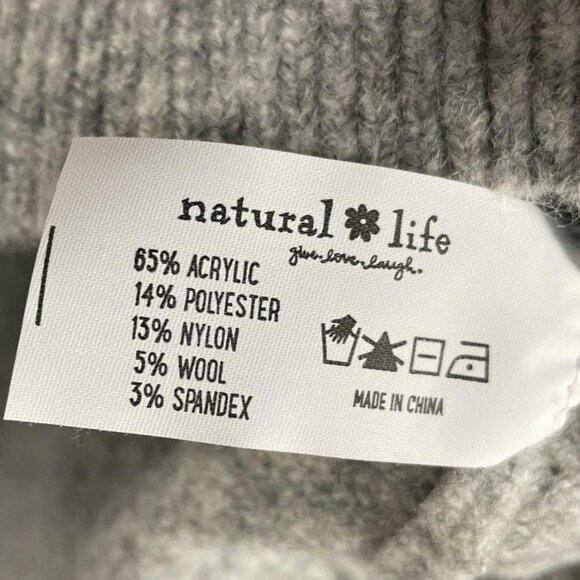 natural life
give.love.laugh.
65% ACRYLIC
14% POLYESTER
13% NYLON
5% WOOL
3% SPANDEX
MADE IN CHINA